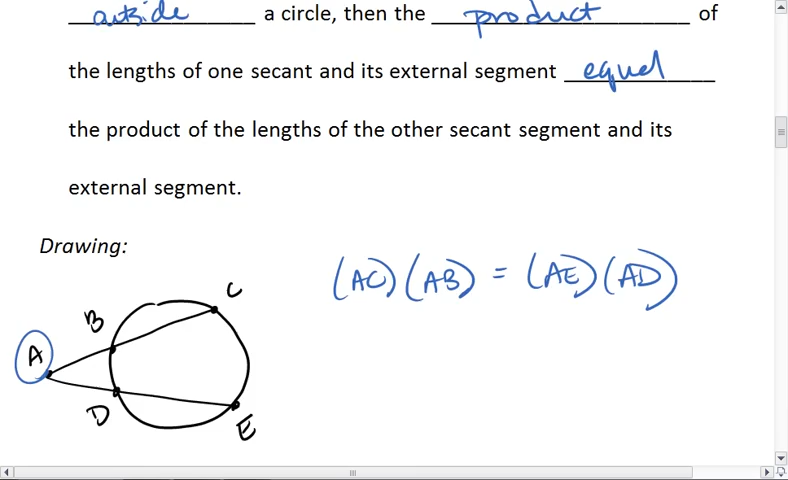 outside a circle, then the product of
the lengths of one secant and its external segment equal
the product of the lengths of the other secant segment and its
external segment.
Drawing:
(AC)(AB) = (AE)(AD)
C
B
A
D
E